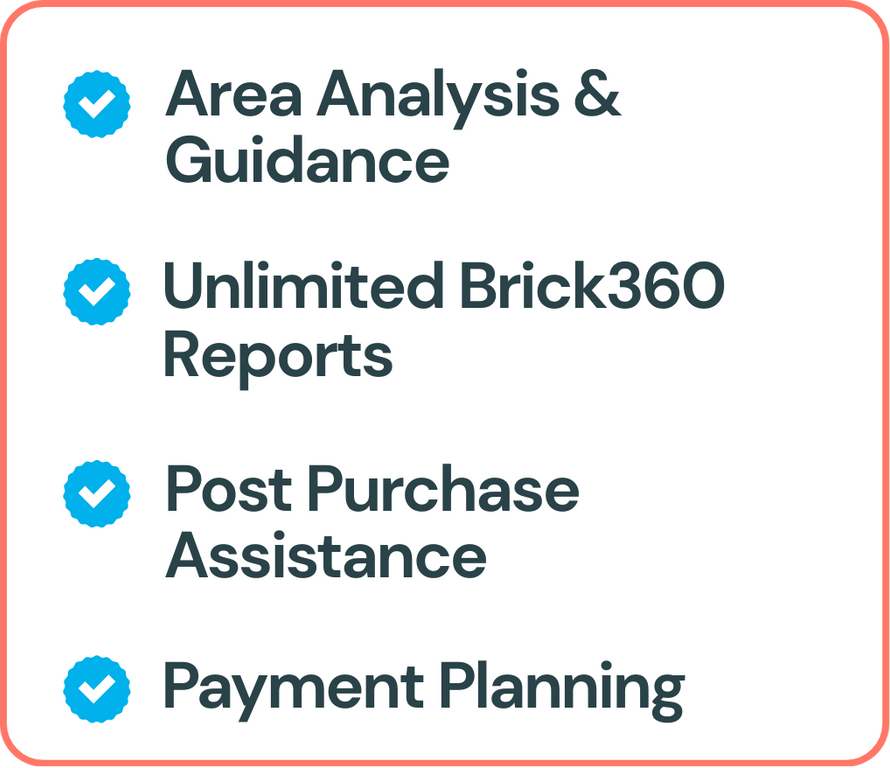 Area Analysis &
Guidance
Unlimited Brick360
Reports
Post Purchase
Assistance
Payment Planning